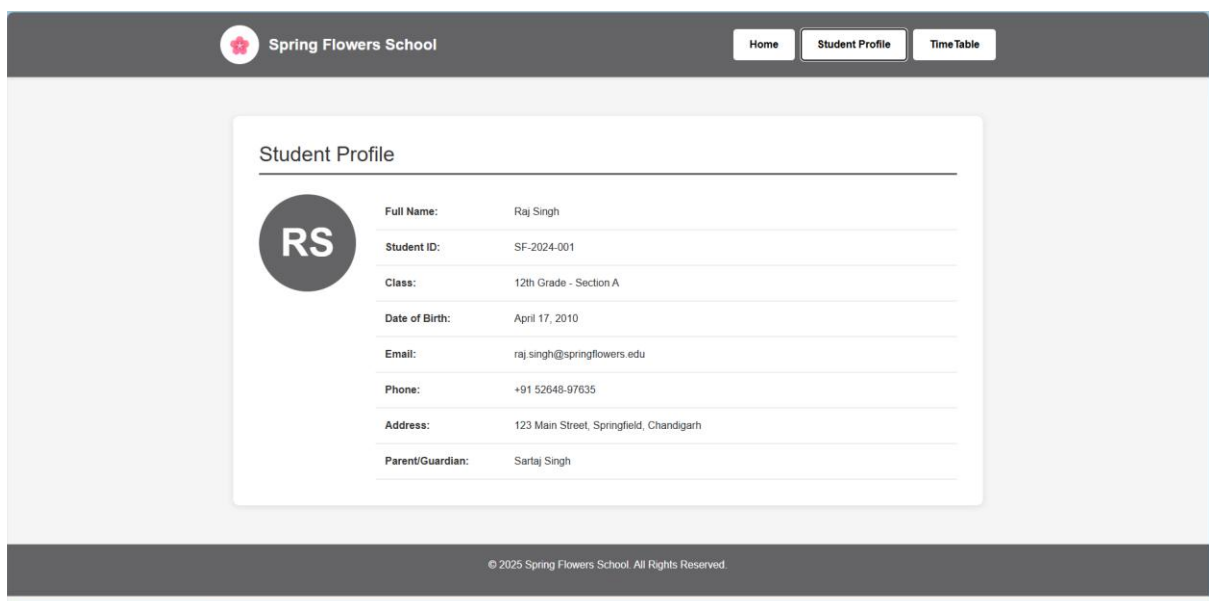 Spring Flowers School
Home Student Profile TimeTable
Student Profile
RS
Full Name: Raj Singh
Student ID: SF-2024-001
Class: 12th Grade - Section A
Date of Birth: April 17, 2010
Email: raj.singh@springflowers.edu
Phone: +91 52648-97635
Address: 123 Main Street, Springfield, Chandigarh
Parent/Guardian: Sartaj Singh
© 2025 Spring Flowers School. All Rights Reserved.